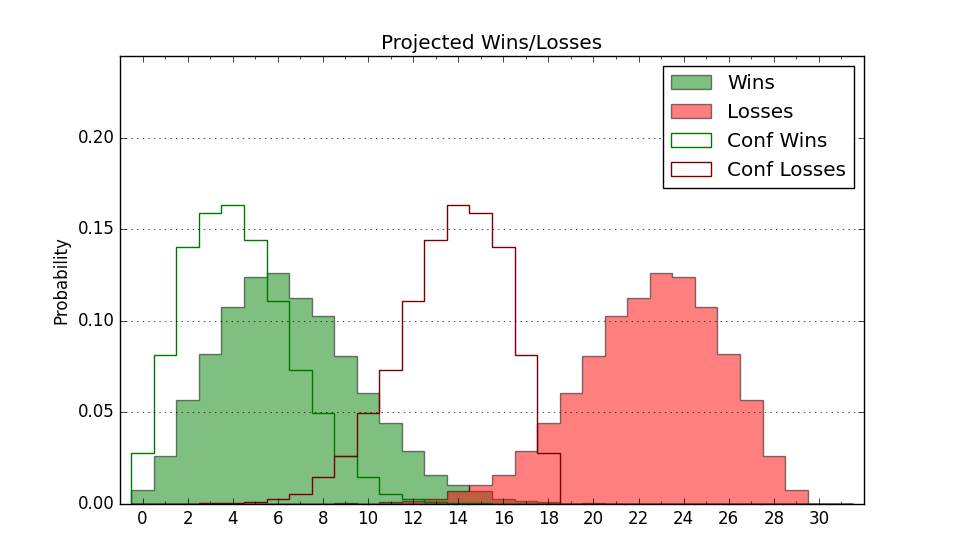 Projected Wins/Losses
Wins
Losses
Conf Wins
Conf Losses
Probability
0.20
0.15
0.10
0.05
0.00
0 2 4 6 8 10 12 14 16 18 20 22 24 26 28 30